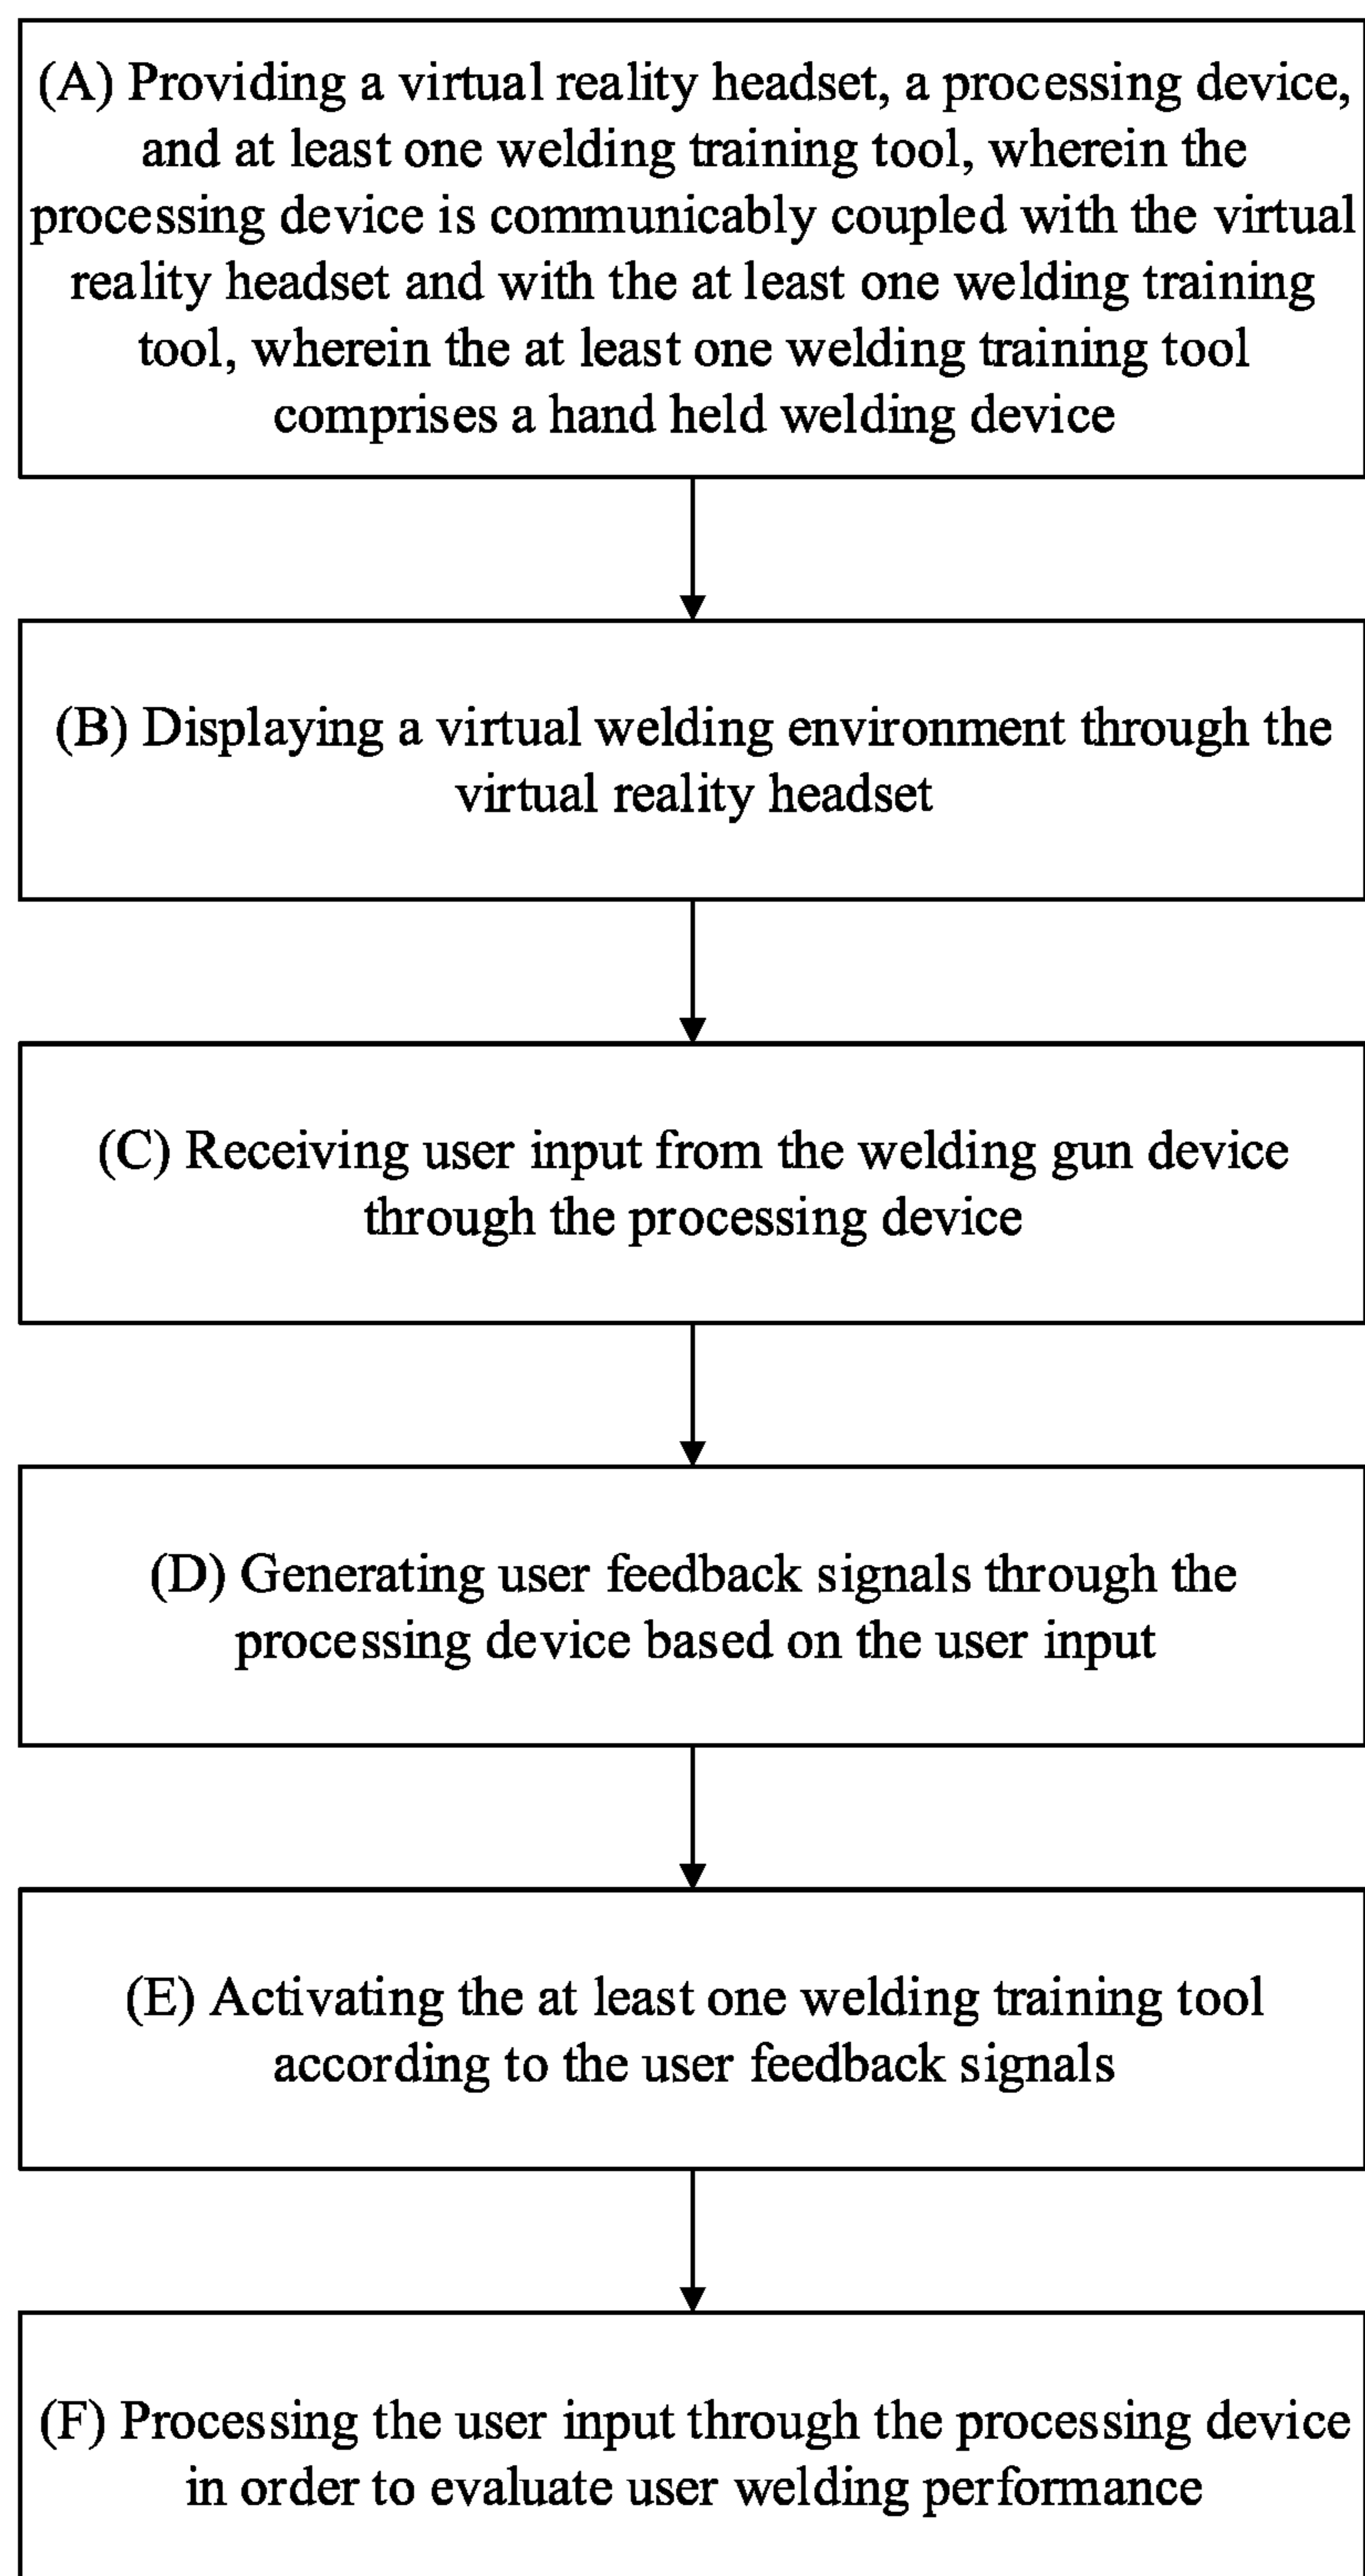 (A) Providing a virtual reality headset, a processing device,
and at least one welding training tool, wherein the
processing device is communicably coupled with the virtual
reality headset and with the at least one welding training
tool, wherein the at least one welding training tool
comprises a hand held welding device
(B) Displaying a virtual welding environment through the
virtual reality headset
(C) Receiving user input from the welding gun device
through the processing device
(D) Generating user feedback signals through the
processing device based on the user input
(E) Activating the at least one welding training tool
according to the user feedback signals
(F) Processing the user input through the processing device
in order to evaluate user welding performance